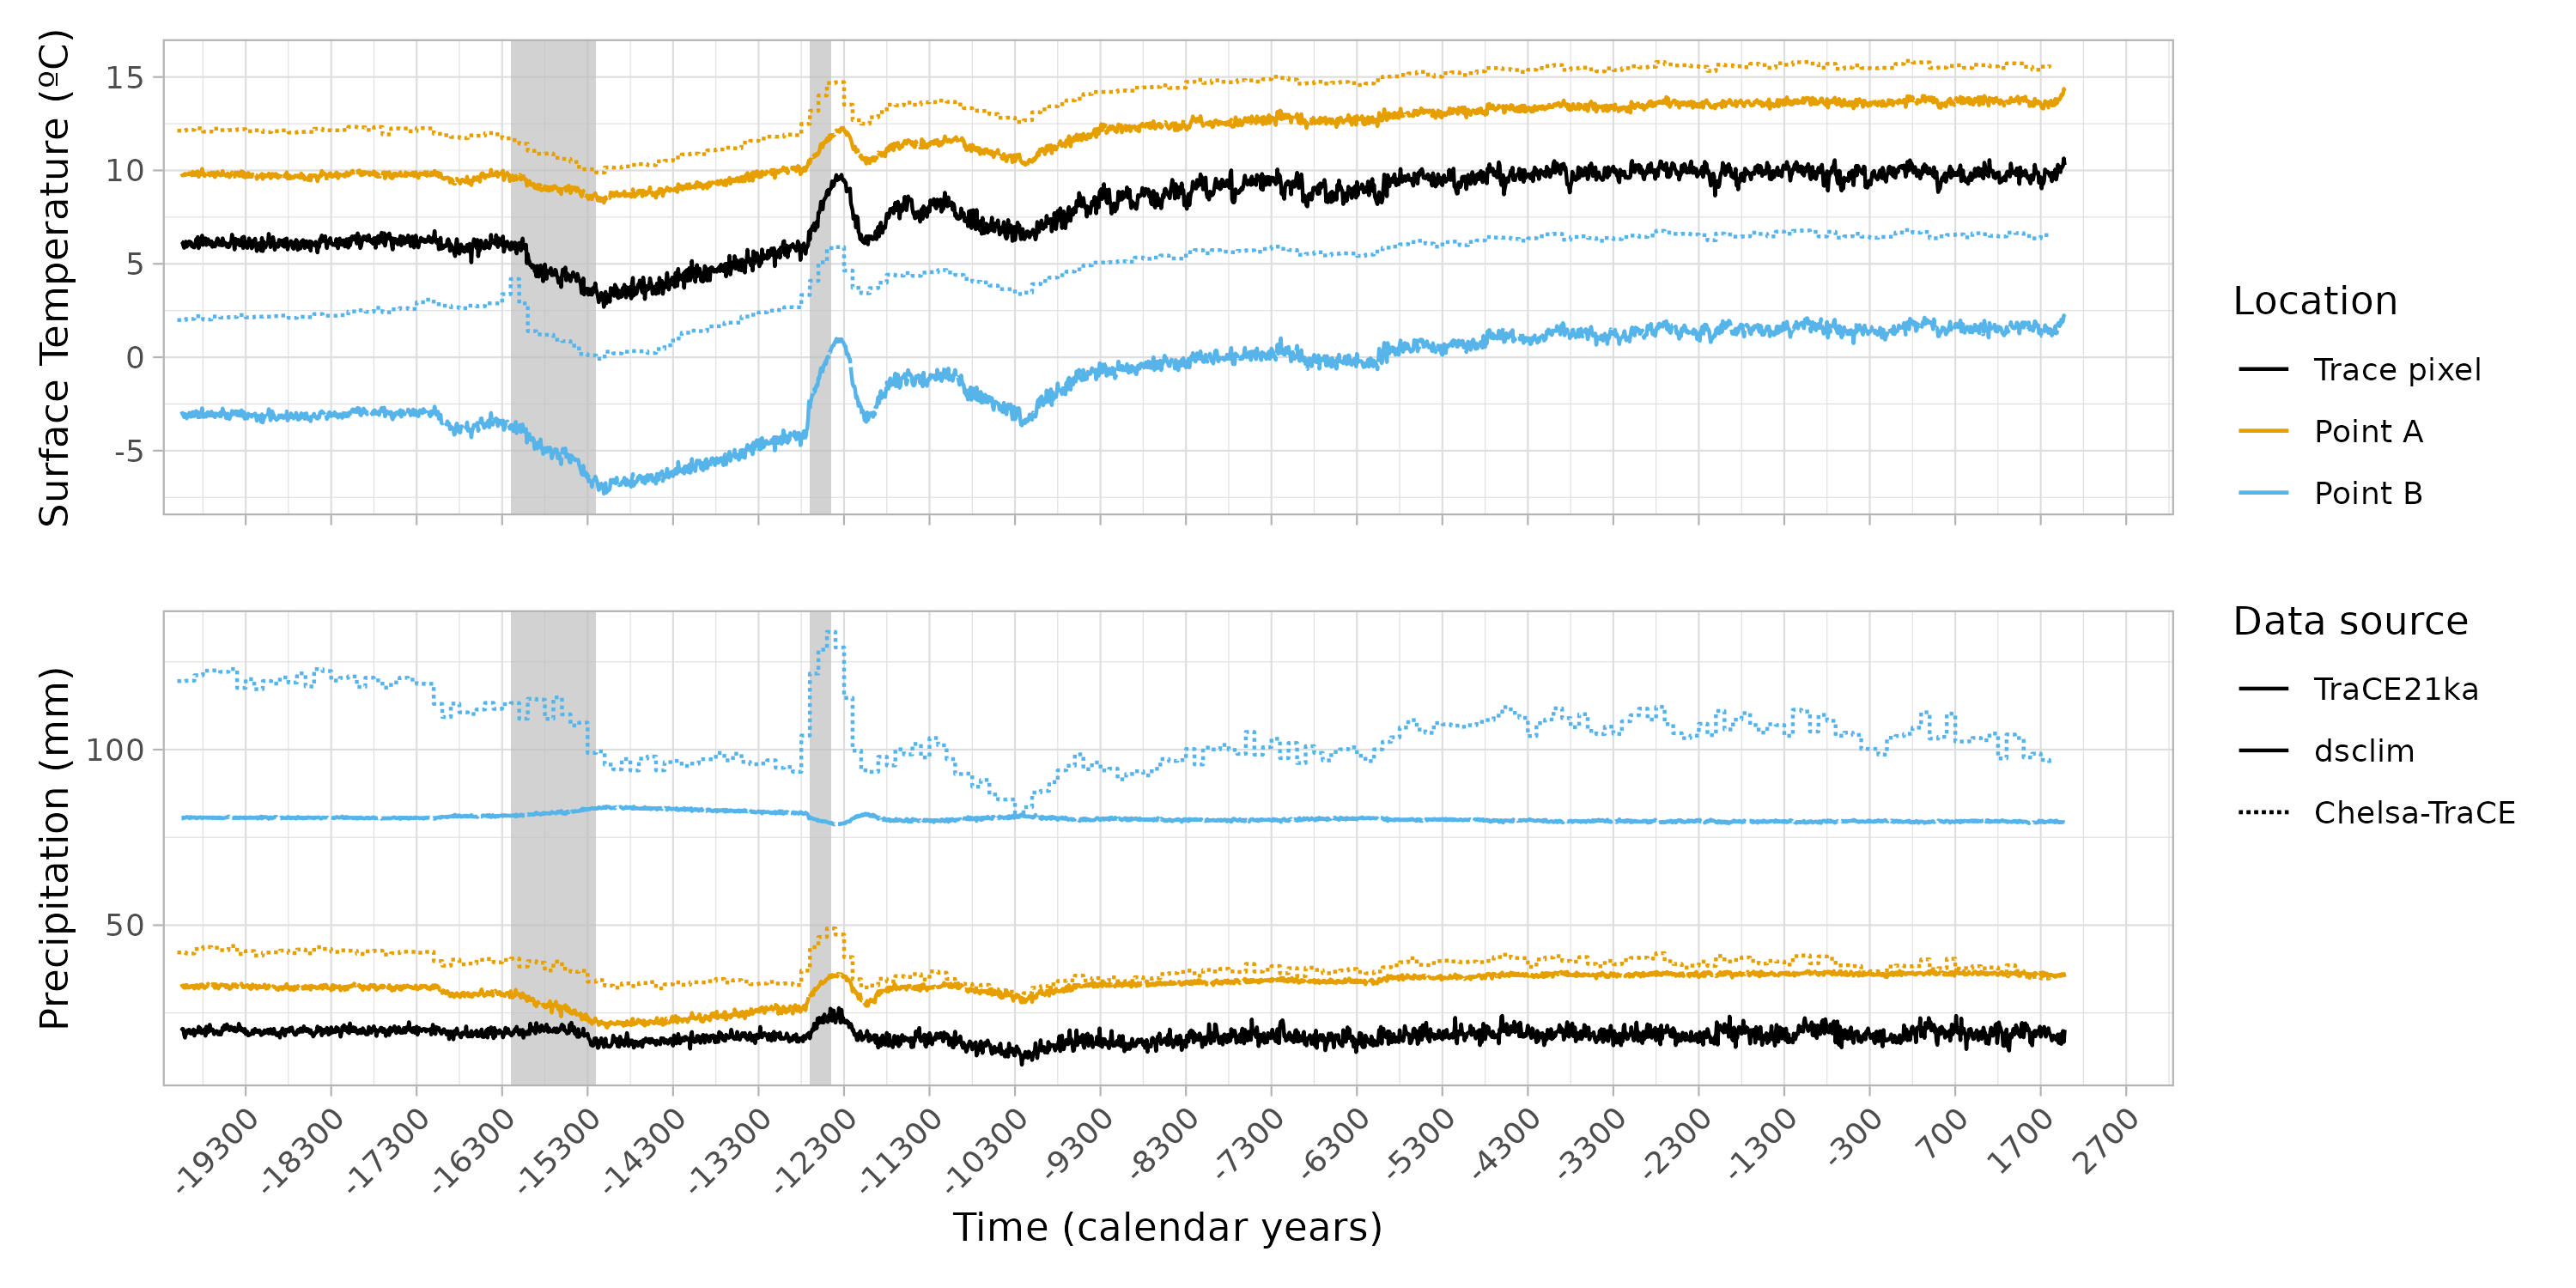 Surface Temperature (ºC)
15
10
5
0
-5
Precipitation (mm)
100
50
-19300
-18300
-17300
-16300
-15300
-14300
-13300
-12300
-11300
-10300
-9300
-8300
-7300
-6300
-5300
-4300
-3300
-2300
-1300
-300
700
1700
2700
Time (calendar years)
Location
Trace pixel
Point A
Point B
Data source
TraCE21ka
dsclim
Chelsa-TraCE